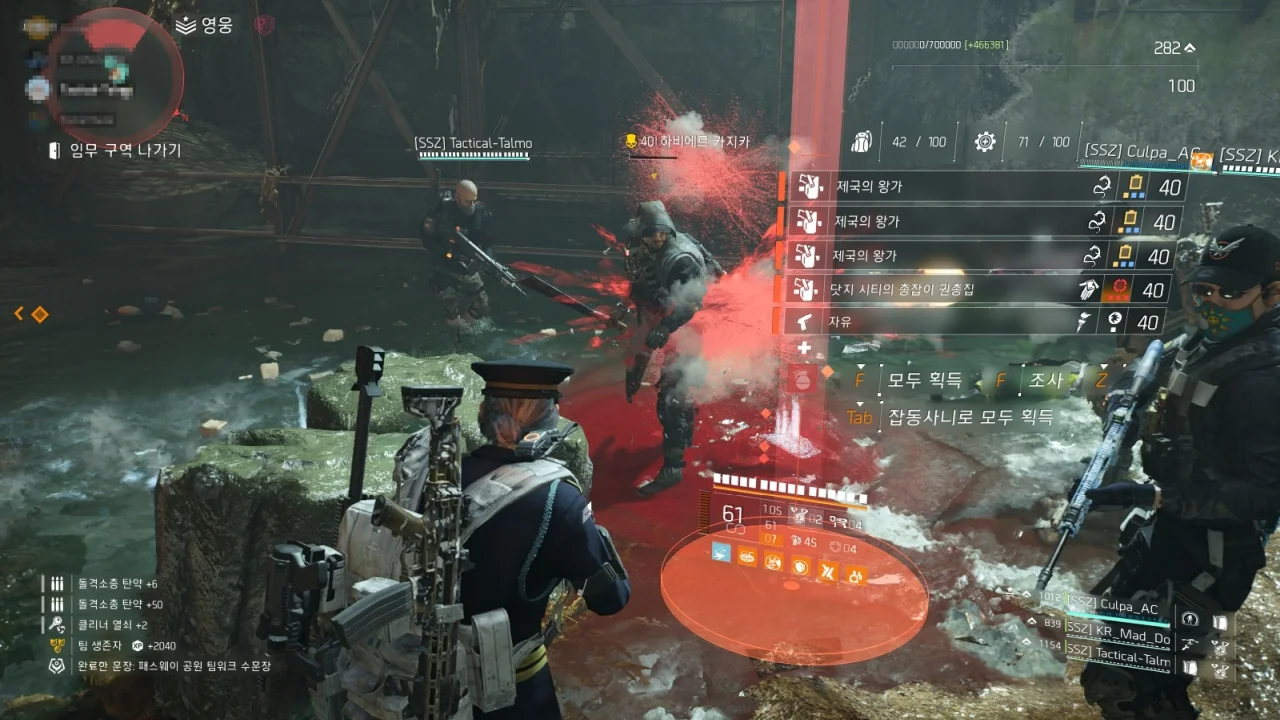 영웅
000000/700000 [+466381]
282
100
N
임무 구역 나가기
[SSZ] Tactical-Talmo
40 하비에르 카지카
42 / 100
71 / 100
[SSZ] Culpa_AC
[SSZ] K
제국의 왕가 40
제국의 왕가 40
제국의 왕가 40
닷지 시티의 총잡이 권총집 40
자유 40
F 모두 획득 F 조사 Z
Tab 잡동사니로 모두 획득
61 105 02 04
61
07 45 04
돌격소총 탄약 +6
돌격소총 탄약 +50
클리너 열쇠 +2
팀 생존자 XP +2040
완료한 문장: 패스웨이 공원 팀워크 수문장
1012 [SSZ] Culpa_AC
839 [SSZ] KR_Mad_Do
1154 [SSZ] Tactical-Talm